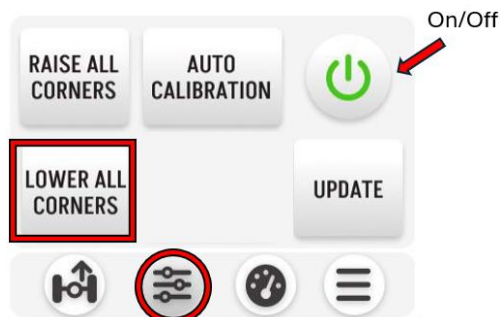 On/Off
RAISE ALL
CORNERS
AUTO
CALIBRATION
LOWER ALL
CORNERS
UPDATE